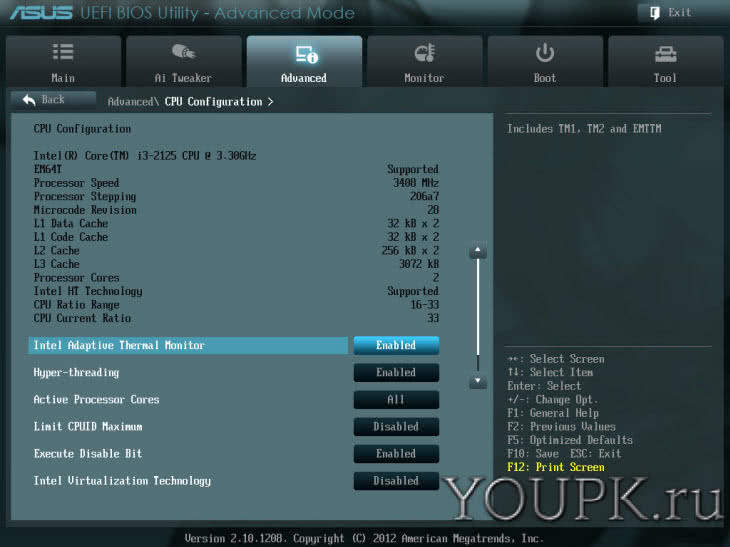 ASUS UEFI BIOS Utility - Advanced Mode
Exit
Main
Ai Tweaker
Advanced
Monitor
Boot
Tool
Back
Advanced\ CPU Configuration >
CPU Configuration
Intel(R) Core(TM) i3-2125 CPU @ 3.30GHz
EM64T Supported
Processor Speed 3408 MHz
Processor Stepping 206a7
Microcode Revision 28
L1 Data Cache 32 kB x 2
L1 Code Cache 32 kB x 2
L2 Cache 256 kB x 2
L3 Cache 3072 kB
Processor Cores 2
Intel HT Technology Supported
CPU Ratio Range 16-33
CPU Current Ratio 33
Intel Adaptive Thermal Monitor Enabled
Hyper-threading Enabled
Active Processor Cores All
Limit CPUID Maximum Disabled
Execute Disable Bit Enabled
Intel Virtualization Technology Disabled
Includes TM1, TM2 and EMTTM
→←: Select Screen
↑↓: Select Item
Enter: Select
+/-: Change Opt.
F1: General Help
F2: Previous Values
F5: Optimized Defaults
F10: Save ESC: Exit
F12: Print Screen
YOUPK.ru
Version 2.10.1208. Copyright (C) 2012 American Megatrends, Inc.